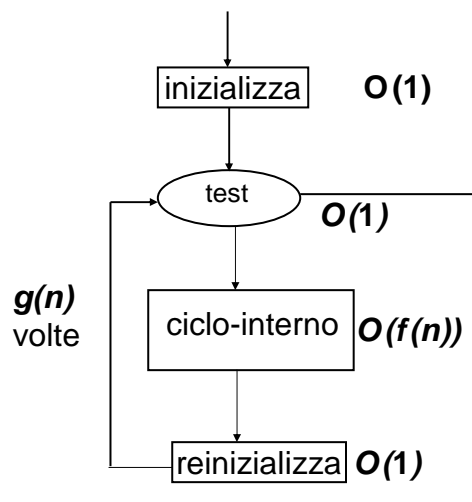 inizializza
O(1)
test
O(1)
g(n)
volte
ciclo-interno
O(f(n))
reinizializza
O(1)